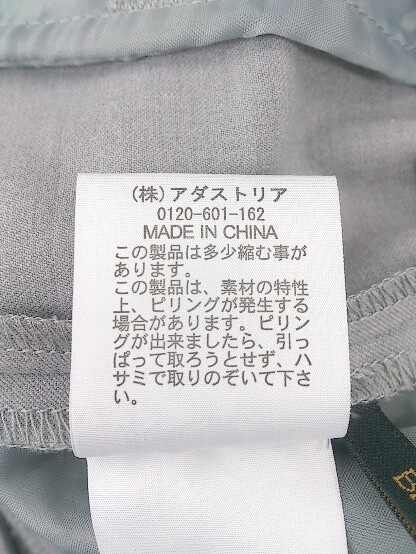 (株)アダストリア
0120-601-162
MADE IN CHINA
この製品は多少縮む事が
あります。
この製品は、素材の特性
上、ピリングが発生する
場合があります。ピリン
グが出来ましたら、引っ
ぱって取ろうとせず、ハ
サミで取りのぞいて下さ
い。